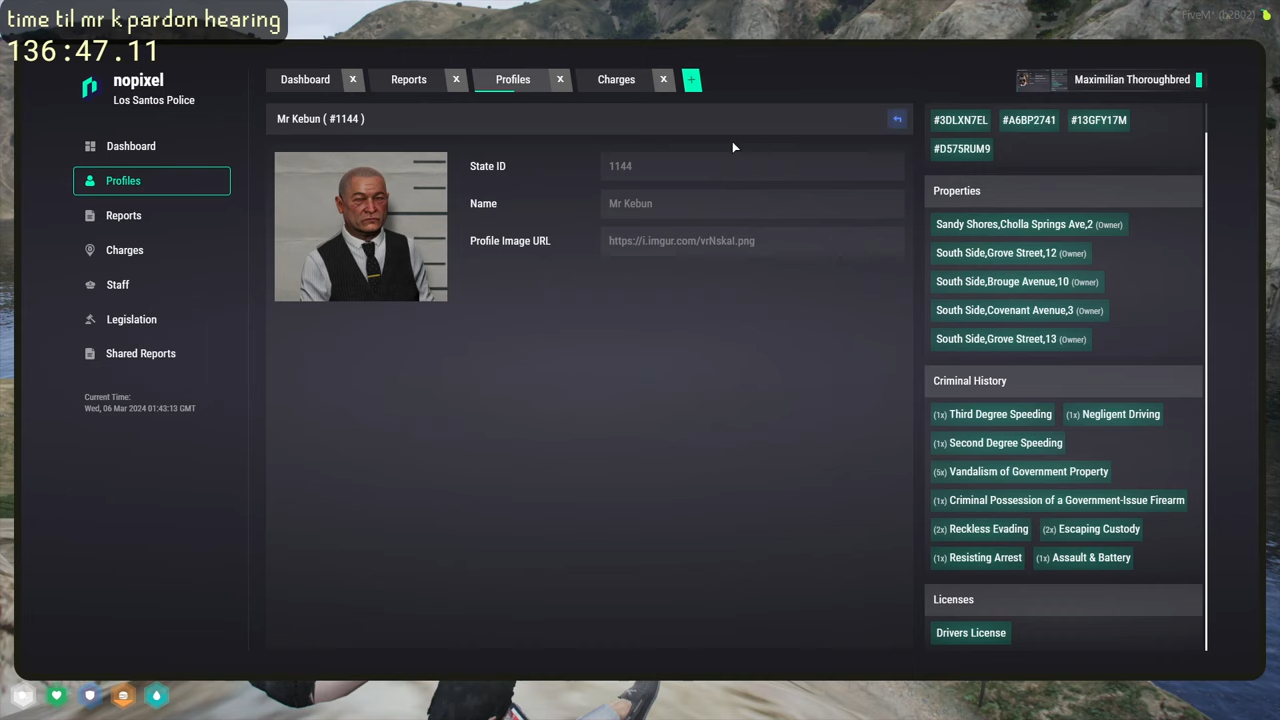 time til mr k pardon hearing
136:47.11
FiveM* (b2802)
nopixel
Los Santos Police
Dashboard x
Reports x
Profiles x
Charges x
+
Maximilian Thoroughbred
Dashboard
Profiles
Reports
Charges
Staff
Legislation
Shared Reports
Current Time:
Wed, 06 Mar 2024 01:43:13 GMT
Mr Kebun ( #1144 )
State ID 1144
Name Mr Kebun
Profile Image URL https://i.imgur.com/vrNskal.png
#3DLXN7EL #A6BP2741 #13GFY17M
#D575RUM9
Properties
Sandy Shores,Cholla Springs Ave,2 (Owner)
South Side,Grove Street,12 (Owner)
South Side,Brouge Avenue,10 (Owner)
South Side,Covenant Avenue,3 (Owner)
South Side,Grove Street,13 (Owner)
Criminal History
(1x) Third Degree Speeding (1x) Negligent Driving
(1x) Second Degree Speeding
(5x) Vandalism of Government Property
(1x) Criminal Possession of a Government-Issue Firearm
(2x) Reckless Evading (2x) Escaping Custody
(1x) Resisting Arrest (1x) Assault & Battery
Licenses
Drivers License